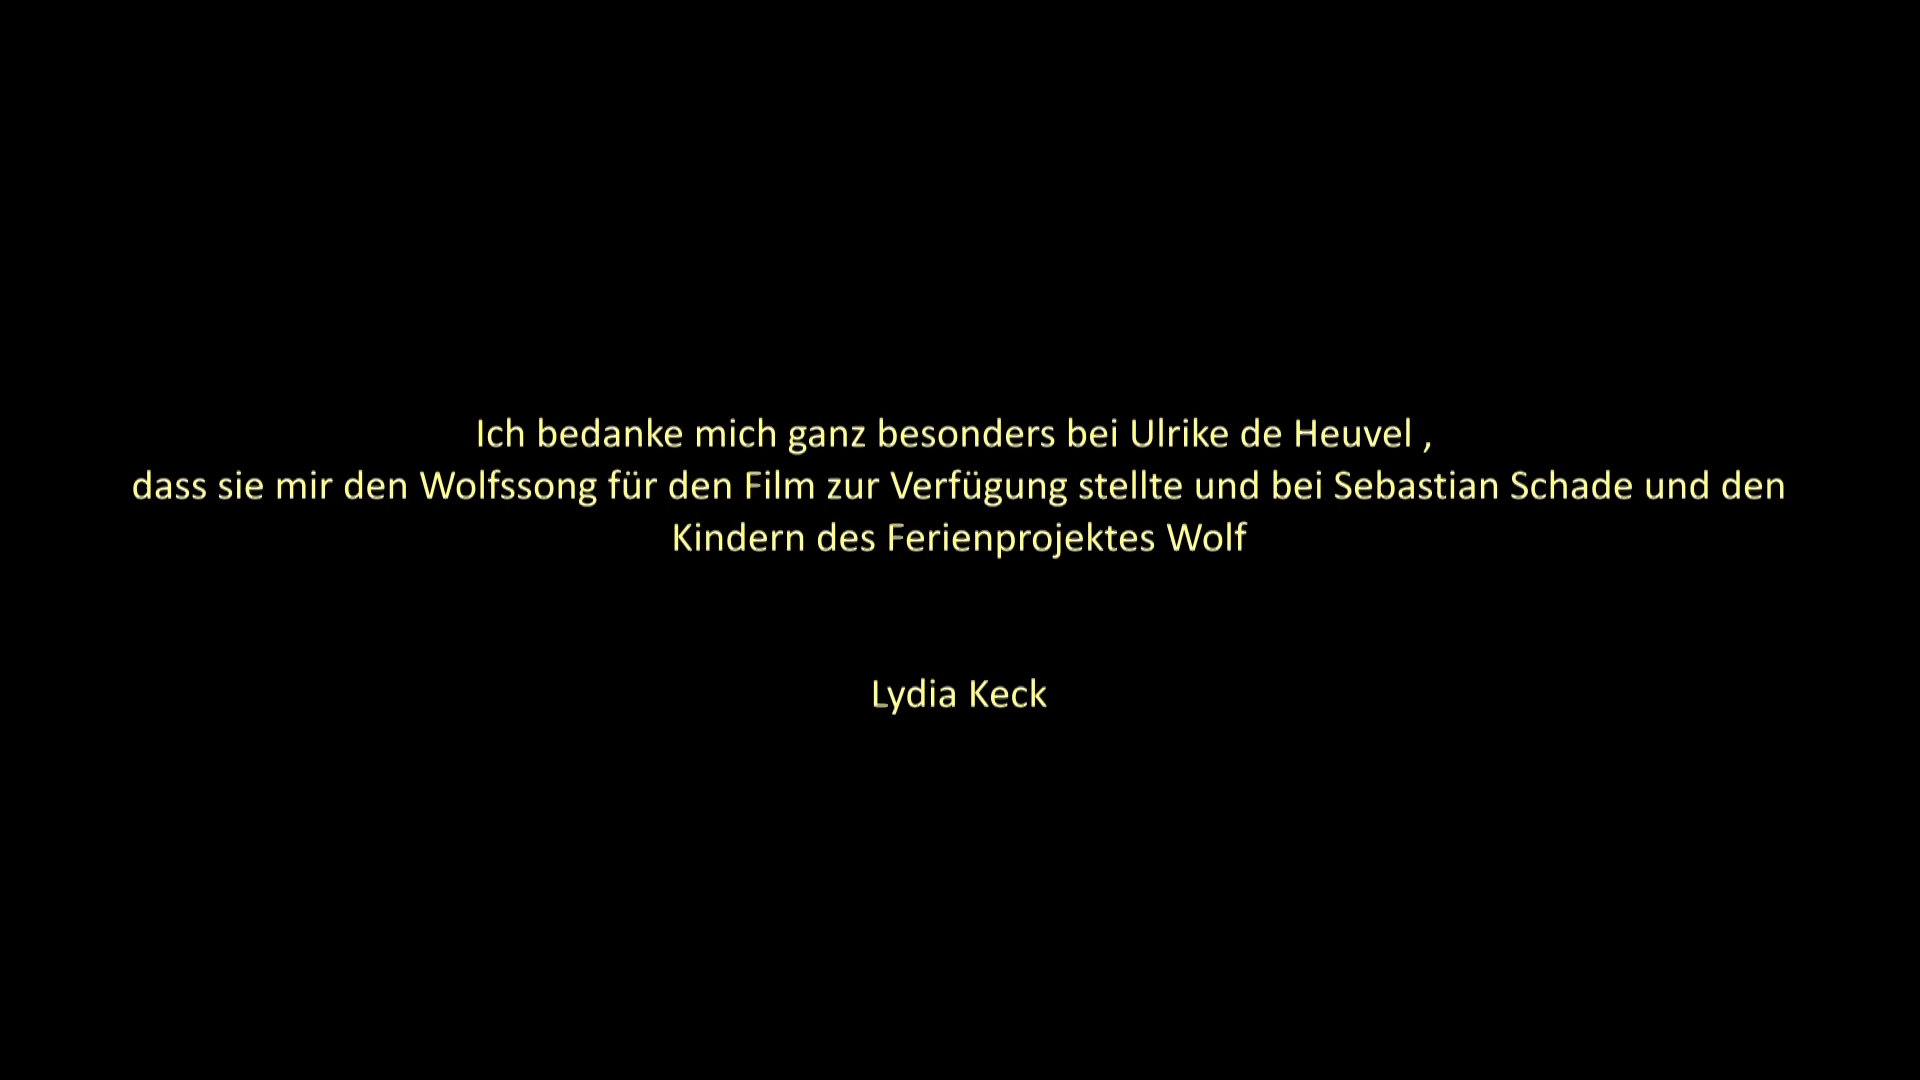 Ich bedanke mich ganz besonders bei Ulrike de Heuvel ,
dass sie mir den Wolfssong für den Film zur Verfügung stellte und bei Sebastian Schade und den
Kindern des Ferienprojektes Wolf
Lydia Keck